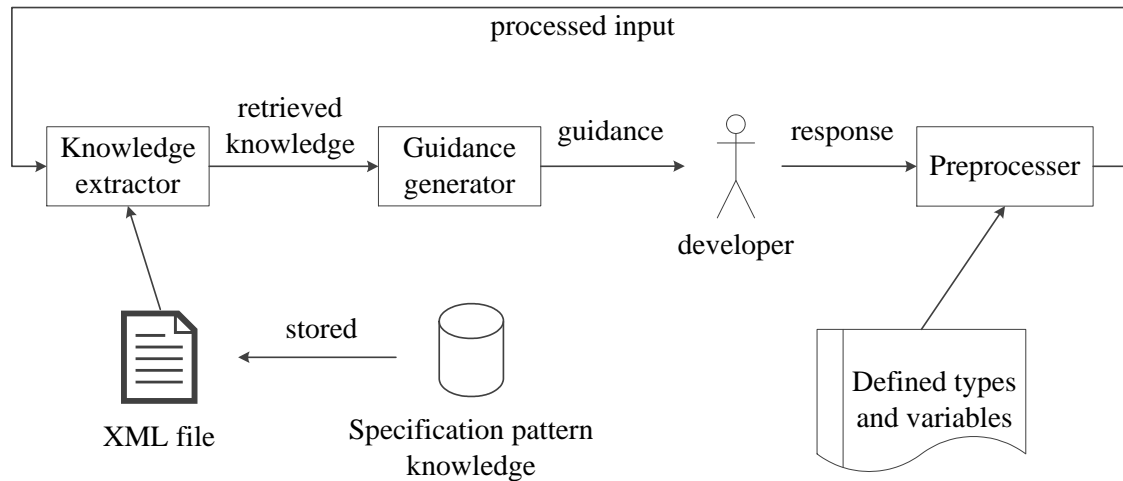 processed input
retrieved
knowledge
Knowledge
extractor
Guidance
generator
guidance
developer
response
Preprocesser
stored
XML file
Specification pattern
knowledge
Defined types
and variables